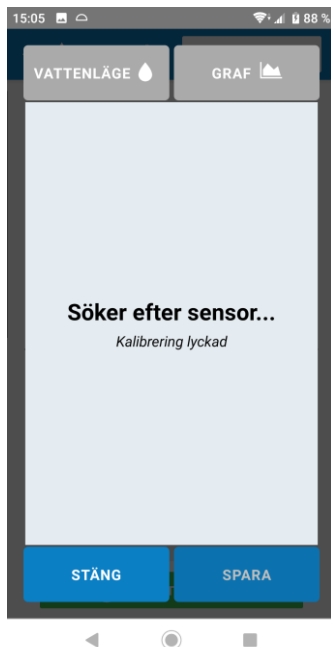 15:05 88 %
VATTENLÄGE GRAF
Söker efter sensor...
Kalibrering lyckad
STÄNG SPARA